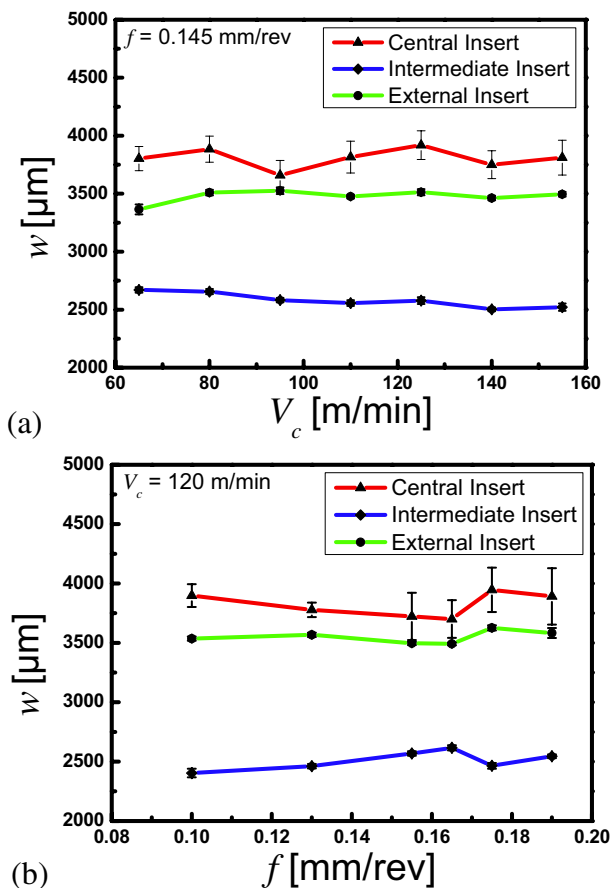 f = 0.145 mm/rev
Central Insert
Intermediate Insert
External Insert
5000
4500
4000
3500
3000
2500
2000
w [µm]
60 80 100 120 140 160
V_c [m/min]
(a)
V_c = 120 m/min
Central Insert
Intermediate Insert
External Insert
5000
4500
4000
3500
3000
2500
2000
w [µm]
0.08 0.10 0.12 0.14 0.16 0.18 0.20
f [mm/rev]
(b)